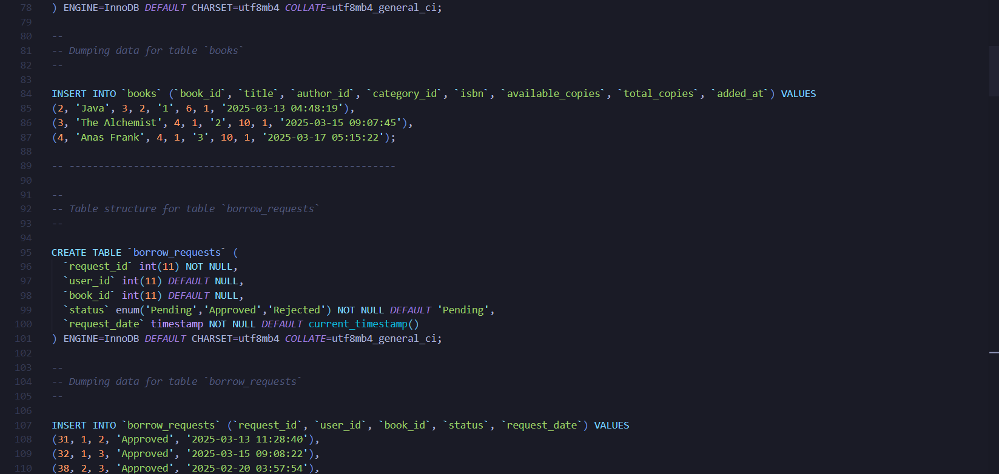 78 ) ENGINE=InnoDB DEFAULT CHARSET=utf8mb4 COLLATE=utf8mb4_general_ci;
79
80 --
81 -- Dumping data for table `books`
82 --
83
84 INSERT INTO `books` (`book_id`, `title`, `author_id`, `category_id`, `isbn`, `available_copies`, `total_copies`, `added_at`) VALUES
85 (2, 'Java', 3, 2, '1', 6, 1, '2025-03-13 04:48:19'),
86 (3, 'The Alchemist', 4, 1, '2', 10, 1, '2025-03-15 09:07:45'),
87 (4, 'Anas Frank', 4, 1, '3', 10, 1, '2025-03-17 05:15:22');
88
89 -- --------------------------------------------------------
90
91 --
92 -- Table structure for table `borrow_requests`
93 --
94
95 CREATE TABLE `borrow_requests` (
96 `request_id` int(11) NOT NULL,
97 `user_id` int(11) DEFAULT NULL,
98 `book_id` int(11) DEFAULT NULL,
99 `status` enum('Pending','Approved','Rejected') NOT NULL DEFAULT 'Pending',
100 `request_date` timestamp NOT NULL DEFAULT current_timestamp()
101 ) ENGINE=InnoDB DEFAULT CHARSET=utf8mb4 COLLATE=utf8mb4_general_ci;
102
103 --
104 -- Dumping data for table `borrow_requests`
105 --
106
107 INSERT INTO `borrow_requests` (`request_id`, `user_id`, `book_id`, `status`, `request_date`) VALUES
108 (31, 1, 2, 'Approved', '2025-03-13 11:28:40'),
109 (32, 1, 3, 'Approved', '2025-03-15 09:08:22'),
110 (38, 2, 3, 'Approved', '2025-02-20 03:57:54'),